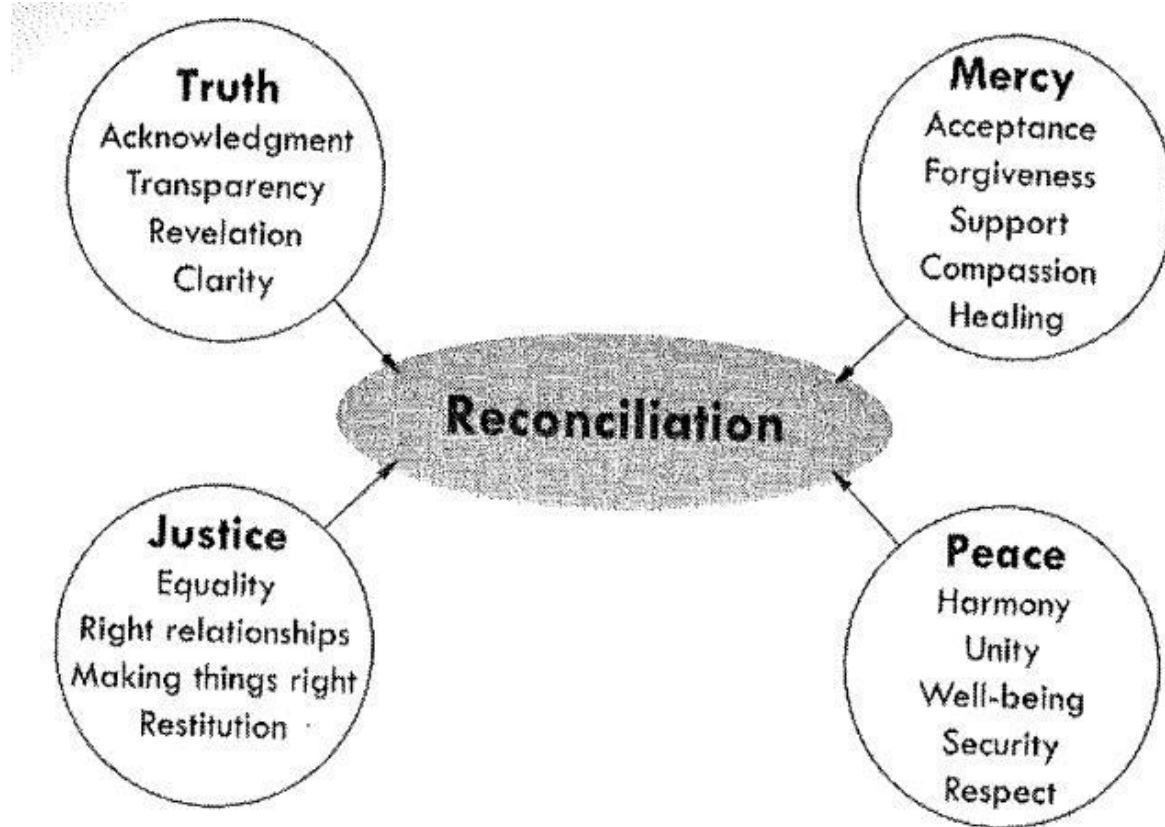 Truth
Acknowledgment
Transparency
Revelation
Clarity
Mercy
Acceptance
Forgiveness
Support
Compassion
Healing
Reconciliation
Justice
Equality
Right relationships
Making things right
Restitution
Peace
Harmony
Unity
Well-being
Security
Respect